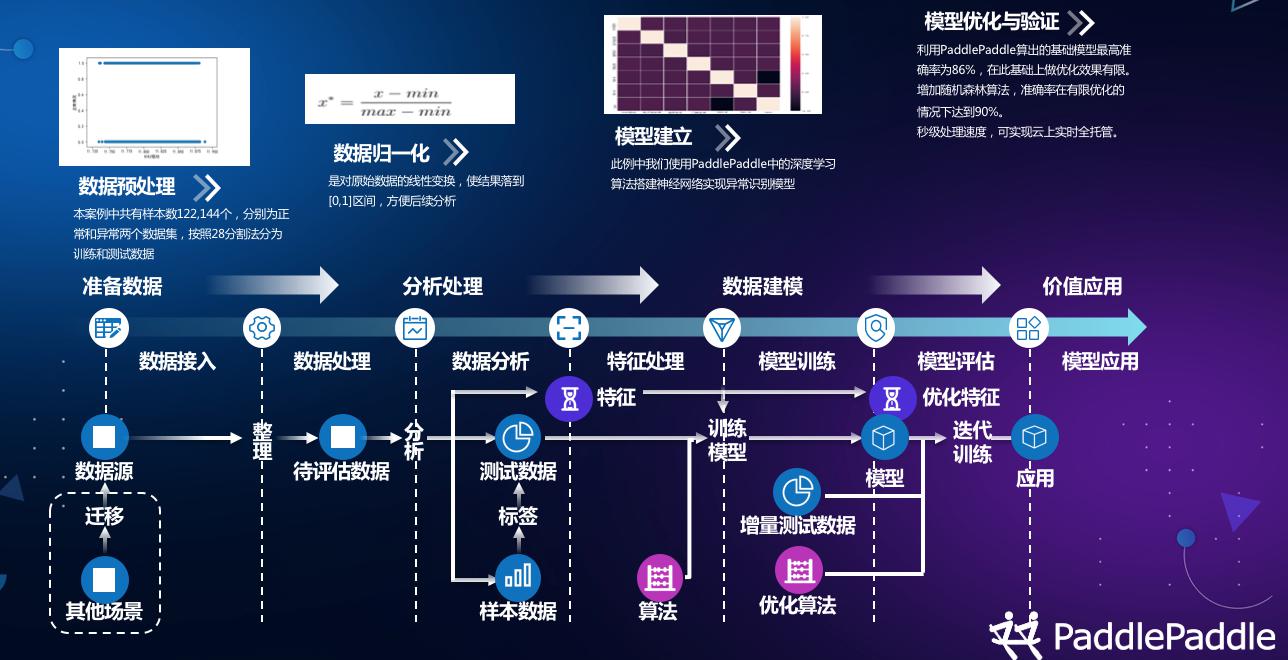 模型优化与验证
利用PaddlePaddle算出的基础模型最高准
确率为86%，在此基础上做优化效果有限。
增加随机森林算法，准确率在有限优化的
情况下达到90%。
秒级处理速度，可实现云上实时全托管。
x* = (x − min) / (max − min)
模型建立
此例中我们使用PaddlePaddle中的深度学习
算法搭建神经网络实现异常识别模型
数据归一化
是对原始数据的线性变换，使结果落到
[0,1]区间，方便后续分析
数据预处理
本案例中共有样本数122,144个，分别为正
常和异常两个数据集，按照28分割法分为
训练和测试数据
准备数据
分析处理
数据建模
价值应用
数据接入
数据处理
数据分析
特征处理
模型训练
模型评估
模型应用
特征
优化特征
整理
分析
训练
模型
迭代
训练
数据源
待评估数据
测试数据
模型
应用
迁移
标签
增量测试数据
其他场景
样本数据
算法
优化算法
PaddlePaddle